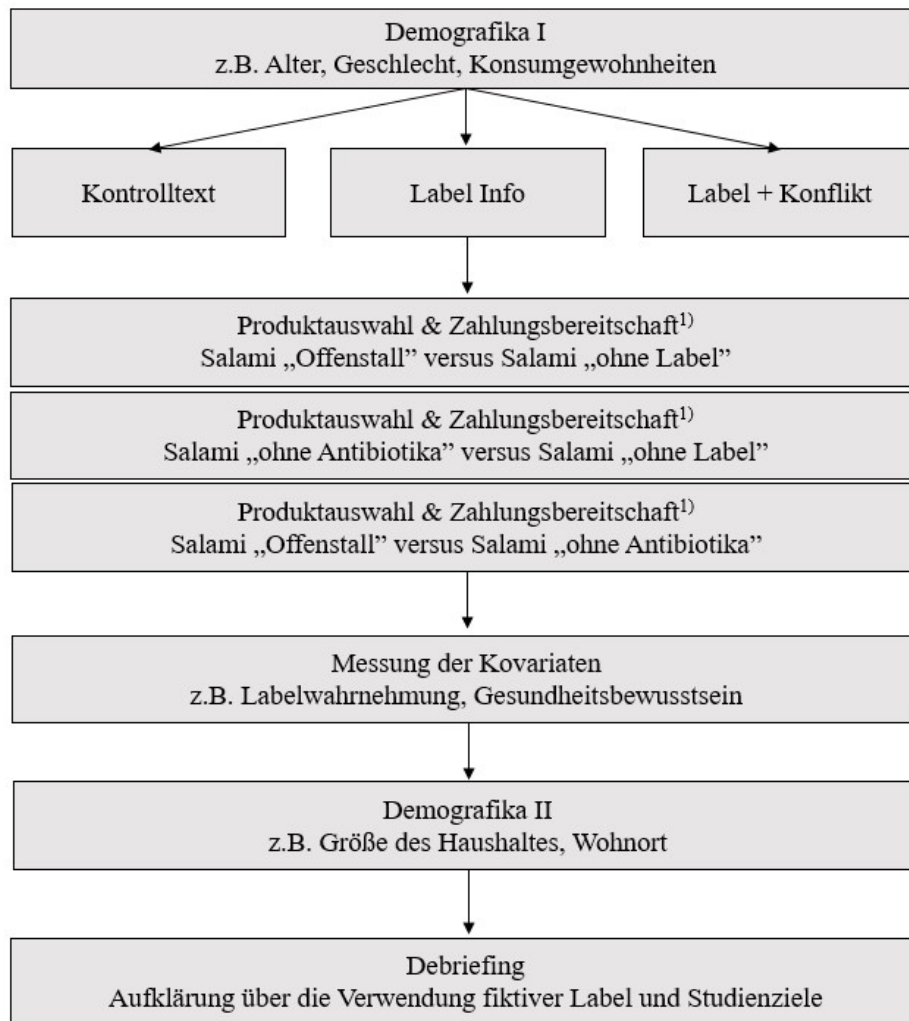 Demografika I
z.B. Alter, Geschlecht, Konsumgewohnheiten
Kontrolltext
Label Info
Label + Konflikt
Produktauswahl & Zahlungsbereitschaft1)
Salami „Offenstall” versus Salami „ohne Label”
Produktauswahl & Zahlungsbereitschaft1)
Salami „ohne Antibiotika” versus Salami „ohne Label”
Produktauswahl & Zahlungsbereitschaft1)
Salami „Offenstall” versus Salami „ohne Antibiotika”
Messung der Kovariaten
z.B. Labelwahrnehmung, Gesundheitsbewusstsein
Demografika II
z.B. Größe des Haushaltes, Wohnort
Debriefing
Aufklärung über die Verwendung fiktiver Label und Studienziele